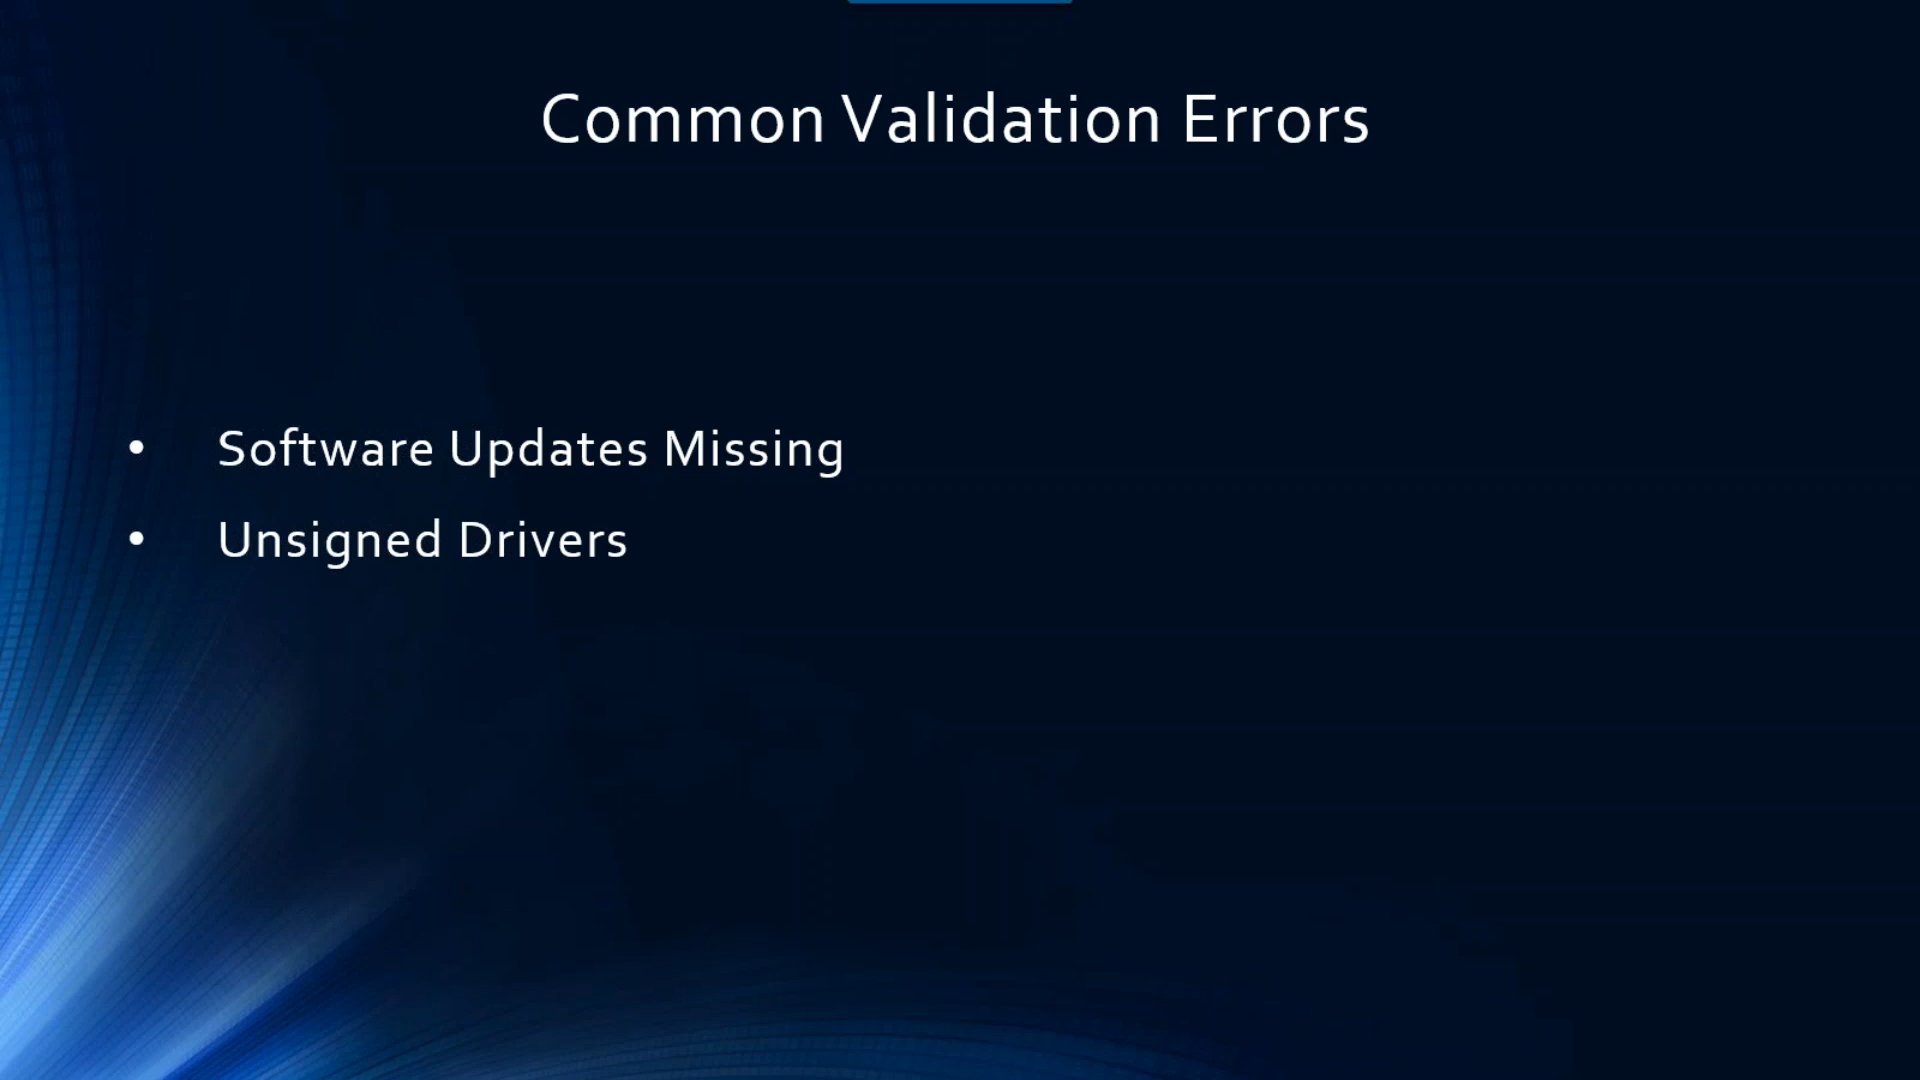 Common Validation Errors
• Software Updates Missing
• Unsigned Drivers